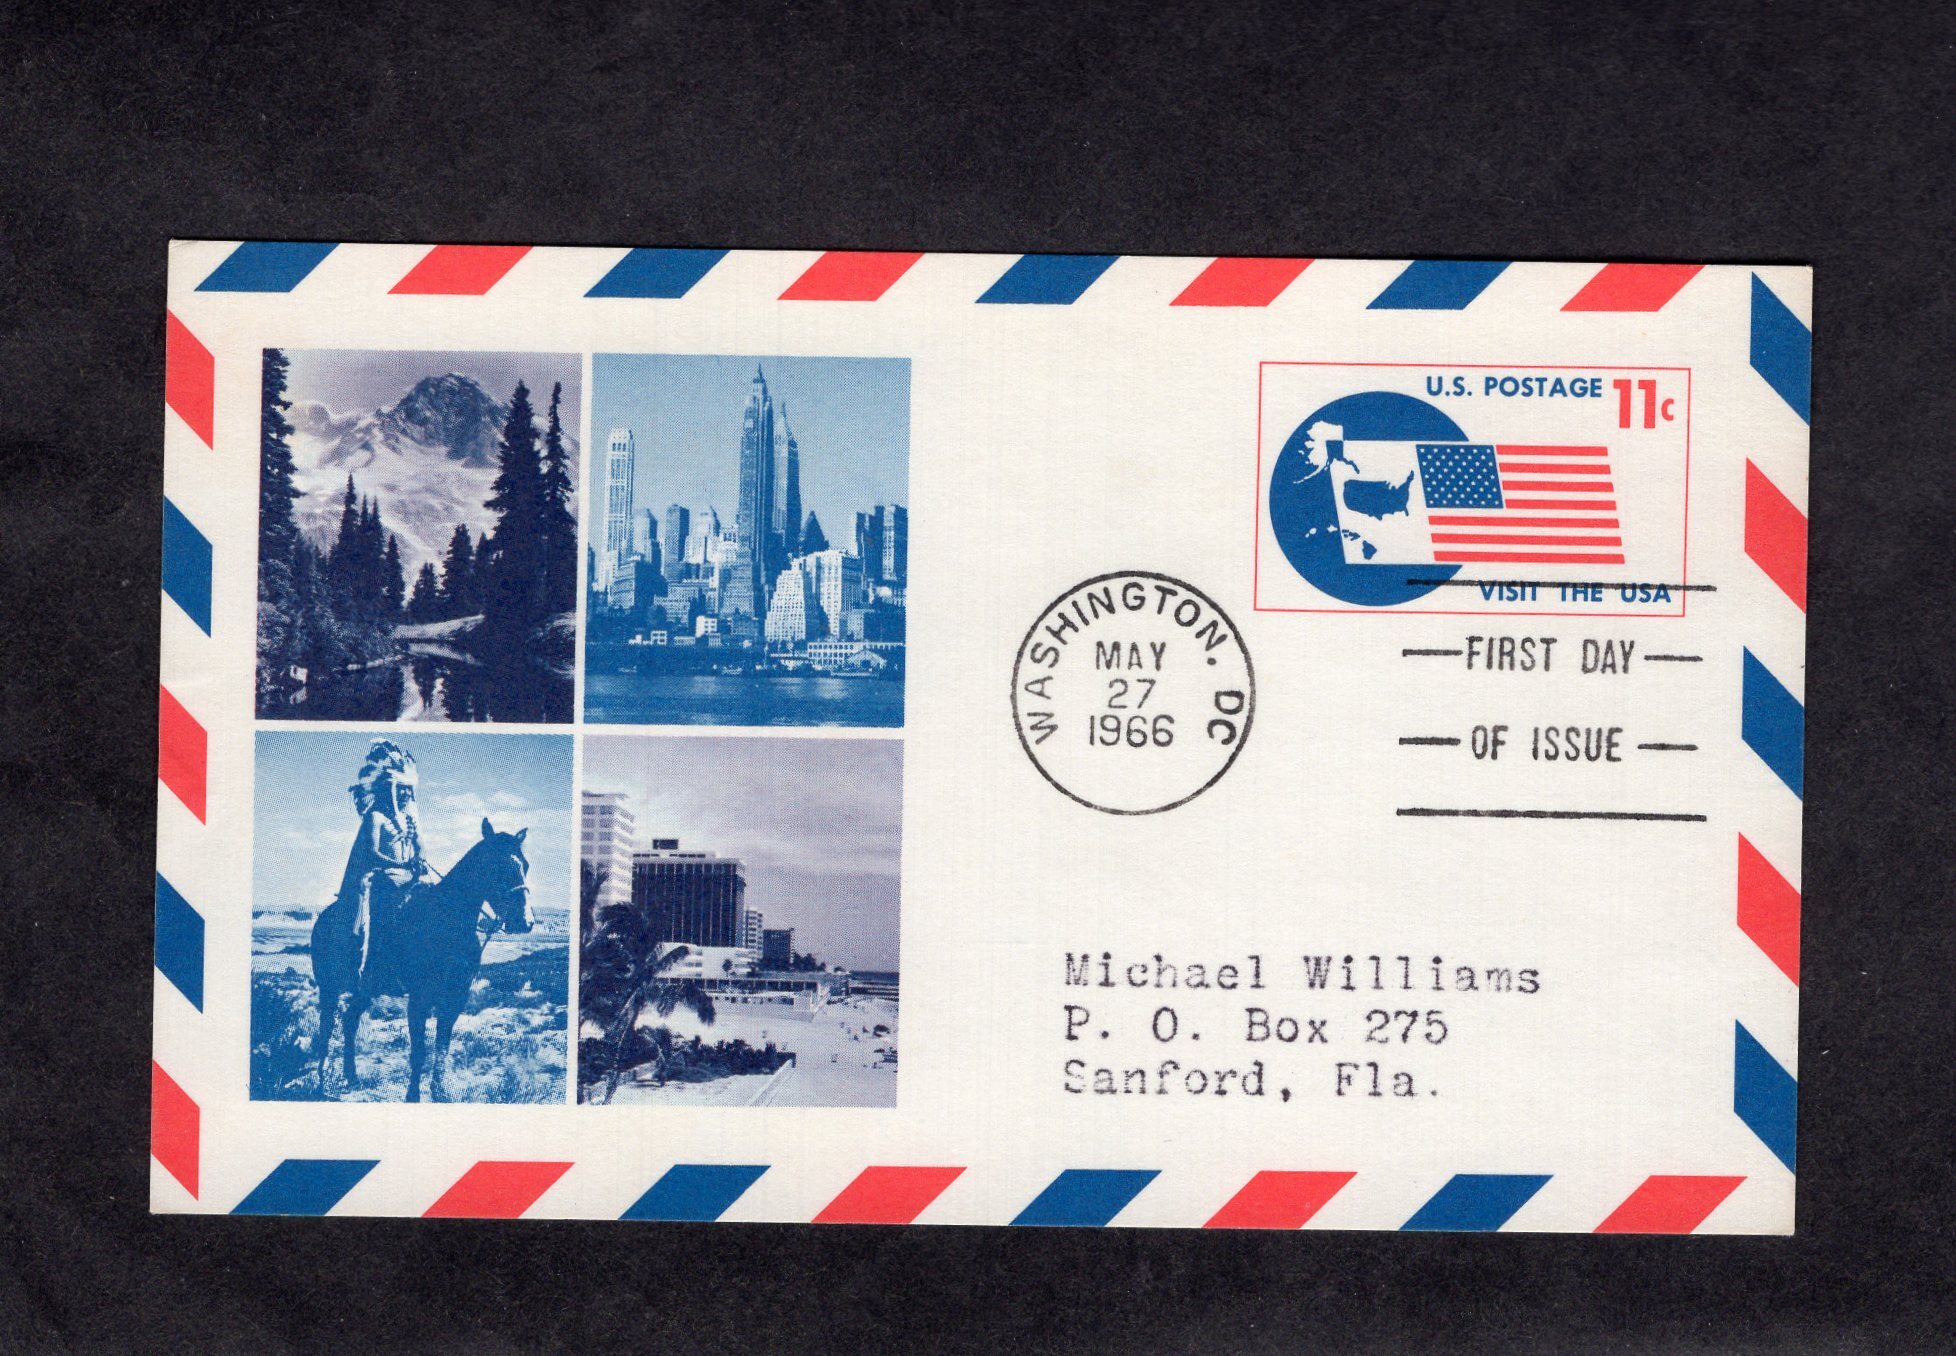 U.S. POSTAGE 11c
VISIT THE USA
WASHINGTON. DC
MAY
27
1966
—FIRST DAY—
—OF ISSUE—
Michael Williams
P. O. Box 275
Sanford, Fla.